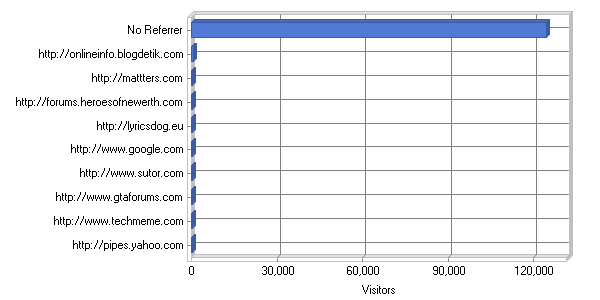 No Referrer
http://onlineinfo.blogdetik.com
http://mattters.com
http://forums.heroesofnewerth.com
http://lyricsdog.eu
http://www.google.com
http://www.sutor.com
http://www.gtaforums.com
http://www.techmeme.com
http://pipes.yahoo.com
0 30,000 60,000 90,000 120,000
Visitors